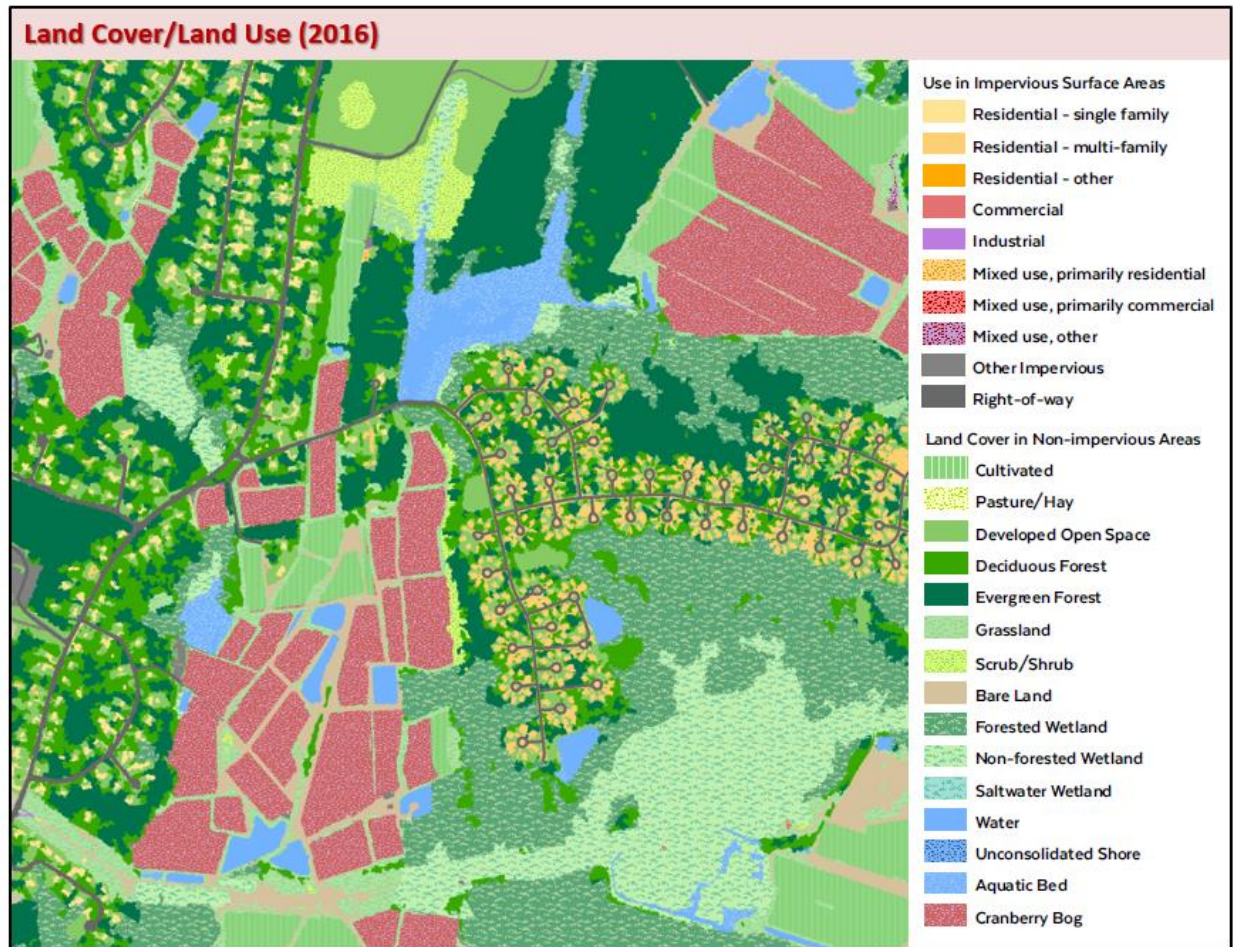 Land Cover/Land Use (2016)
Use in Impervious Surface Areas
Residential - single family
Residential - multi-family
Residential - other
Commercial
Industrial
Mixed use, primarily residential
Mixed use, primarily commercial
Mixed use, other
Other Impervious
Right-of-way
Land Cover in Non-impervious Areas
Cultivated
Pasture/Hay
Developed Open Space
Deciduous Forest
Evergreen Forest
Grassland
Scrub/Shrub
Bare Land
Forested Wetland
Non-forested Wetland
Saltwater Wetland
Water
Unconsolidated Shore
Aquatic Bed
Cranberry Bog